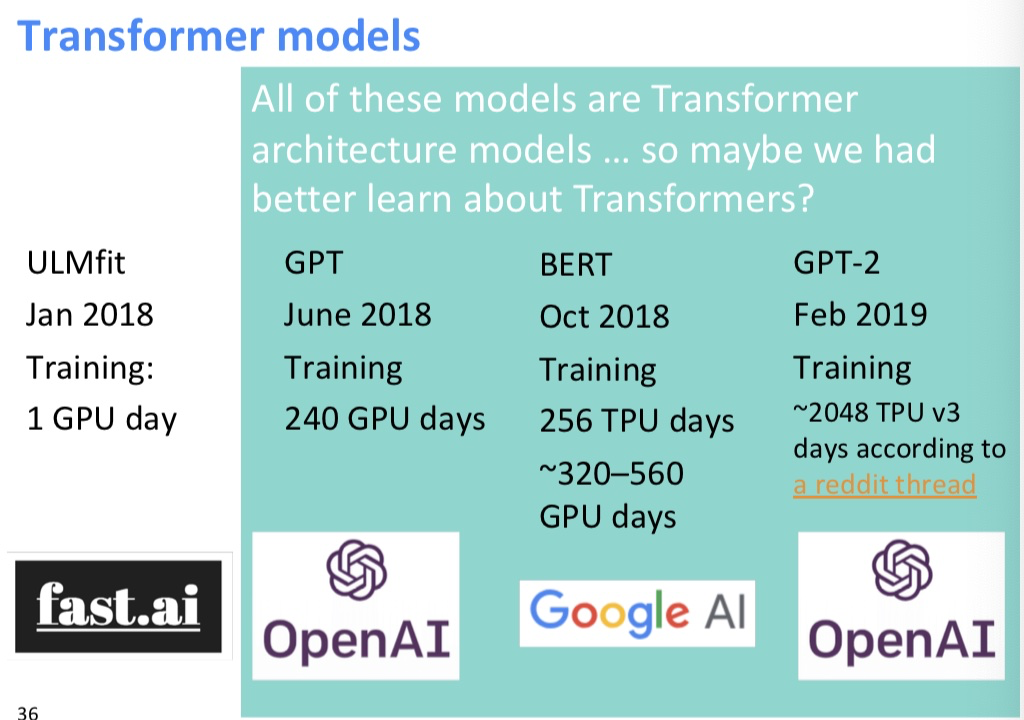 Transformer models
All of these models are Transformer
architecture models … so maybe we had
better learn about Transformers?
ULMfit
Jan 2018
Training:
1 GPU day
GPT
June 2018
Training
240 GPU days
BERT
Oct 2018
Training
256 TPU days
~320–560
GPU days
GPT-2
Feb 2019
Training
~2048 TPU v3
days according to
a reddit thread
fast.ai
OpenAI
Google AI
OpenAI
36